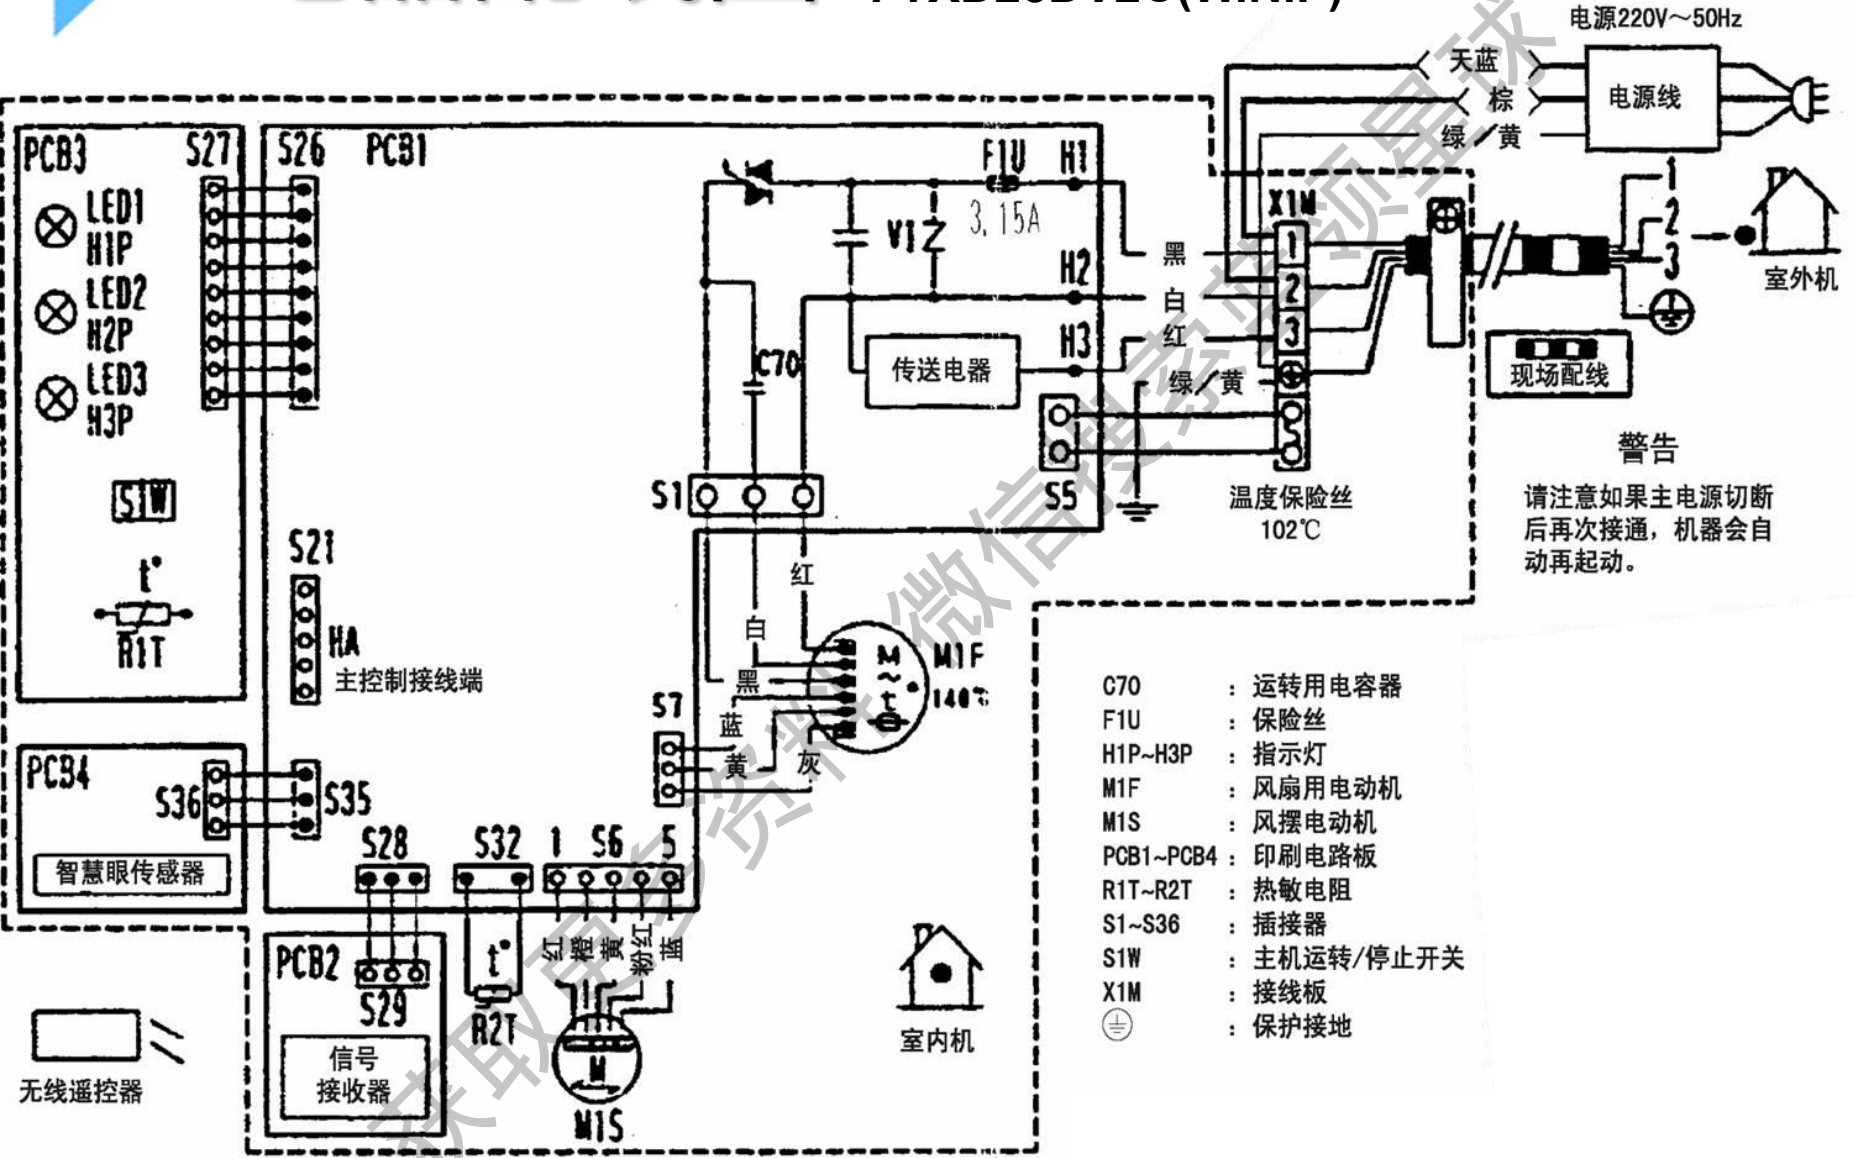 电源220V～50Hz
天蓝
棕
绿／黄
电源线
PCB3
S27
S26
PCB1
F1U
H1
3.15A
X1M
LED1
H1P
V1
黑
1
1
2
3
室外机
H2
白
2
LED2
H2P
H3
红
3
C70
传送电器
绿／黄
现场配线
LED3
H3P
警告
请注意如果主电源切断
后再次接通，机器会自
动再起动。
S1W
S1
S5
温度保险丝
102℃
S21
t°
R1T
红
白
HA
主控制接线端
黑
M
~
t
M1F
140℃
S7
蓝
黄
灰
PCB4
S36
S35
智慧眼传感器
S28
S32
1
S6
5
红
橙
黄
粉红
蓝
PCB2
S29
t°
R2T
信号
接收器
M
M1S
无线遥控器
室内机
C70 ：运转用电容器
F1U ：保险丝
H1P~H3P ：指示灯
M1F ：风扇用电动机
M1S ：风摆电动机
PCB1~PCB4 ：印刷电路板
R1T~R2T ：热敏电阻
S1~S36 ：插接器
S1W ：主机运转/停止开关
X1M ：接线板
：保护接地